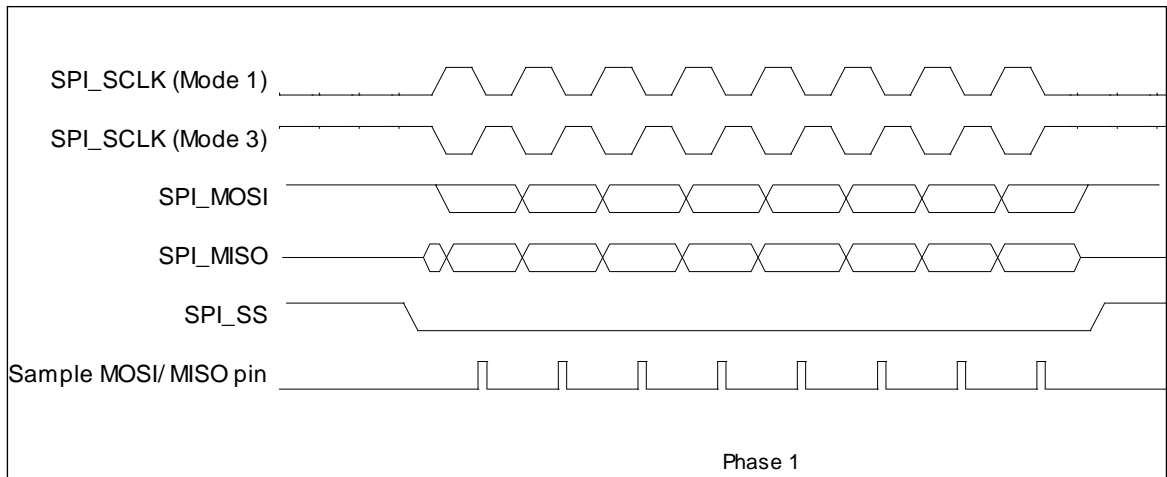 SPI_SCLK (Mode 1)
SPI_SCLK (Mode 3)
SPI_MOSI
SPI_MISO
SPI_SS
Sample MOSI/MISO pin
Phase 1